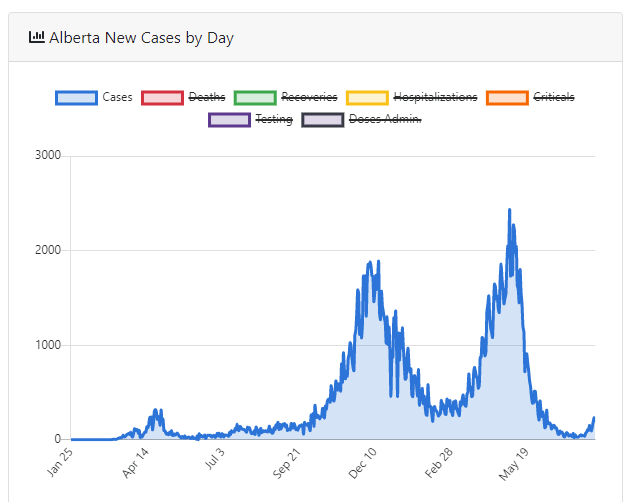 Alberta New Cases by Day
Cases Deaths Recoveries Hospitalizations Criticals
Testing Doses Admin.
3000
2000
1000
0
Jan 25 Apr 14 Jul 3 Sep 21 Dec 10 Feb 28 May 19